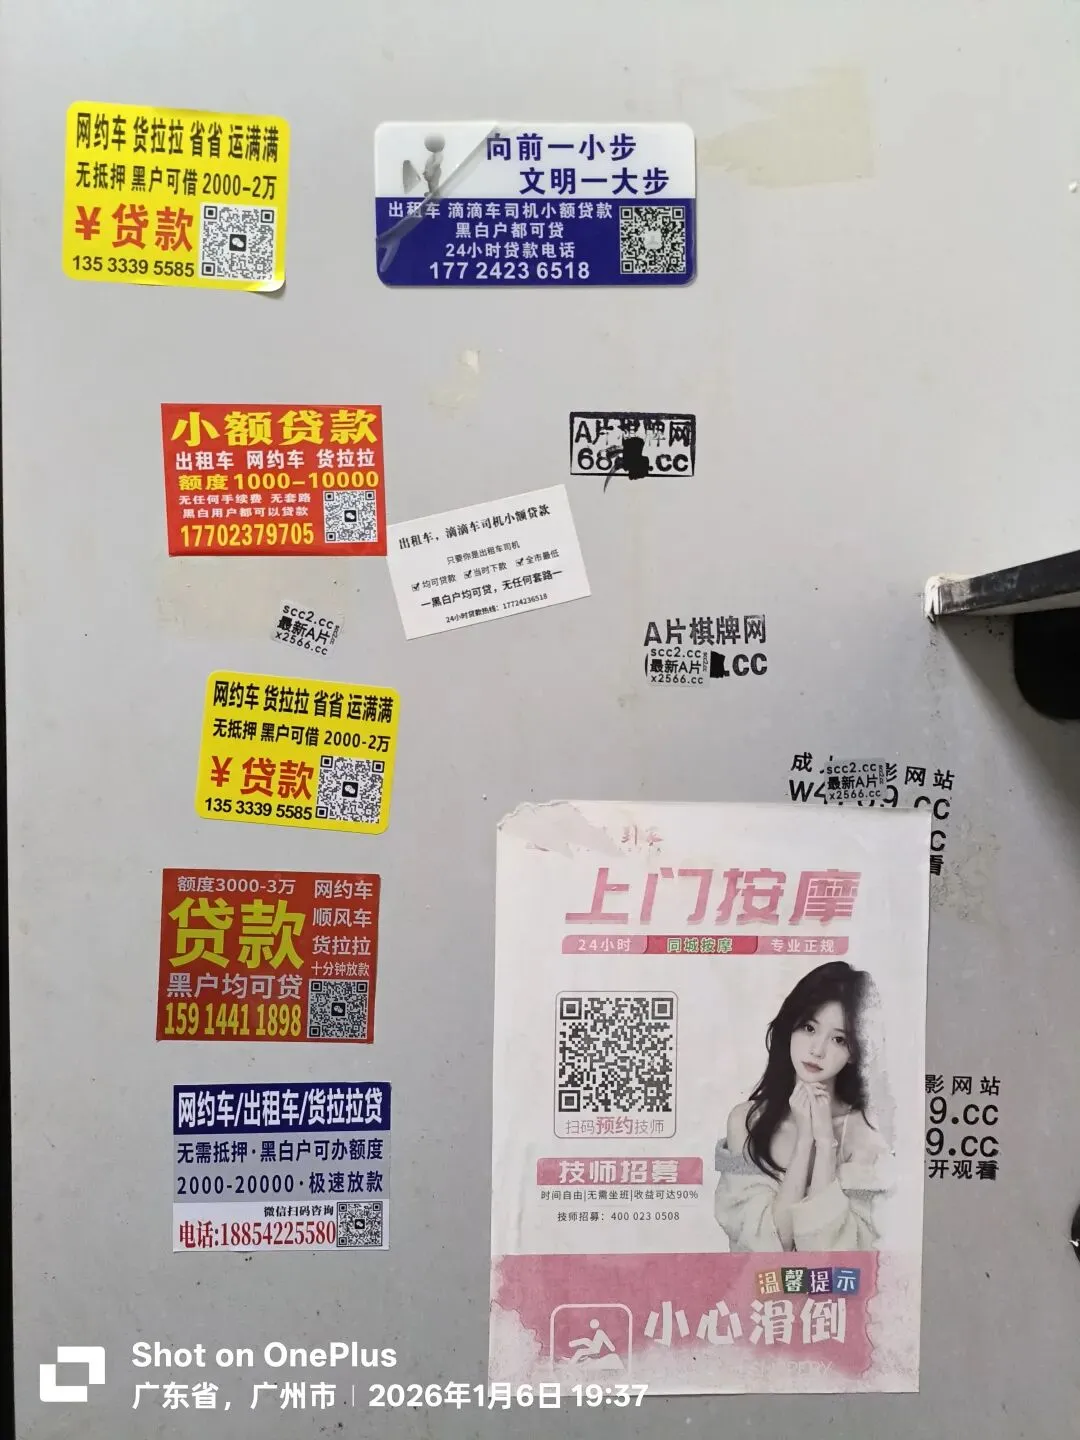 网约车 货拉拉 省省 运满满
无抵押 黑户可借 2000-2万
¥贷款
135 3339 5585
向前一小步
文明一大步
出租车 滴滴车司机小额贷款
黑白户都可贷
24小时贷款电话
177 2423 6518
小额贷款
出租车 网约车 货拉拉
额度1000-10000
无任何手续费 无套路
黑白用户都可以贷款
17702379705
A片棋牌网
68 .cc
出租车，滴滴车司机小额贷款
只要你是出租车司机
均可贷款 当时下款 全市最低
一黑白户均可贷，无任何套路一
24小时贷款热线：17724236518
scc2.cc
最新A片
x2566.cc
A片棋牌网
.cc
scc2.cc
最新A片
x2566.cc
网约车 货拉拉 省省 运满满
无抵押 黑户可借 2000-2万
¥贷款
135 3339 5585
成 影网站
scc2.cc
最新A片
x2566.cc
W4 9.cc
看
额度3000-3万
贷款
网约车
顺风车
货拉拉
十分钟放款
黑户均可贷
159 1441 1898
上门按摩
24小时 同城按摩 专业正规
扫码预约技师
技师招募
时间自由|无需坐班|收益可达90%
技师招募：400 023 0508
温馨提示
小心滑倒
影网站
9.cc
9.cc
开观看
网约车/出租车/货拉拉贷
无需抵押·黑白户可办额度
2000-20000·极速放款
微信扫码咨询
电话:18854225580
Shot on OnePlus
广东省，广州市 | 2026年1月6日 19:37